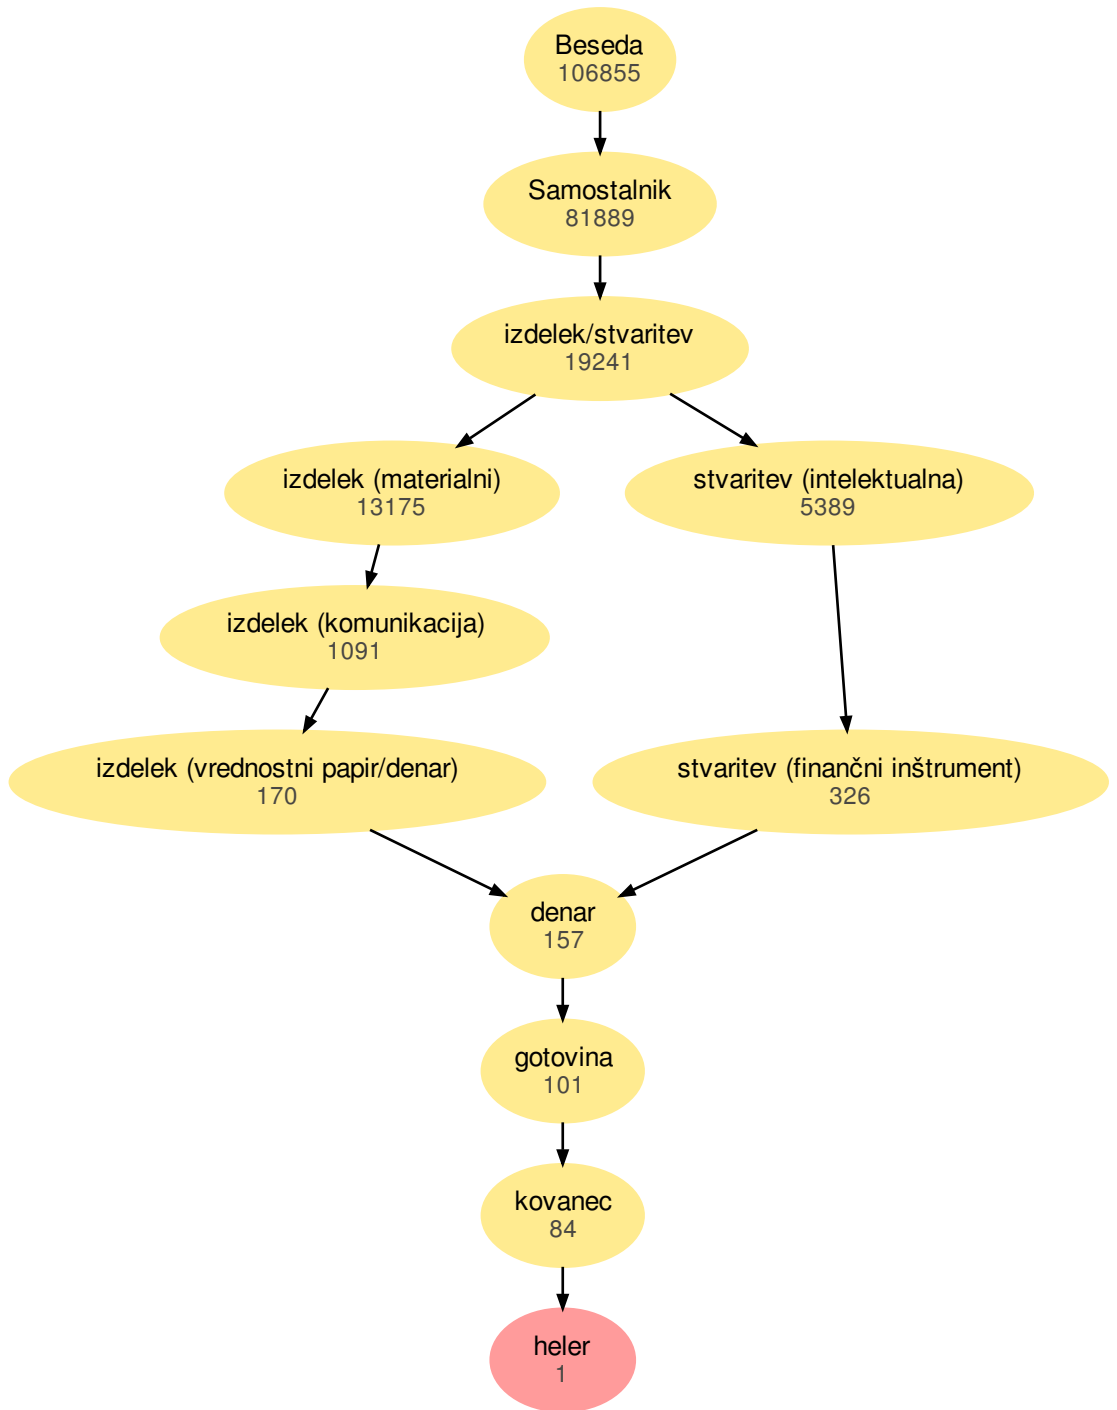 Beseda
106855
Samostalnik
81889
izdelek/stvaritev
19241
izdelek (materialni)
13175
stvaritev (intelektualna)
5389
izdelek (komunikacija)
1091
izdelek (vrednostni papir/denar)
170
stvaritev (finančni inštrument)
326
denar
157
gotovina
101
kovanec
84
heler
1